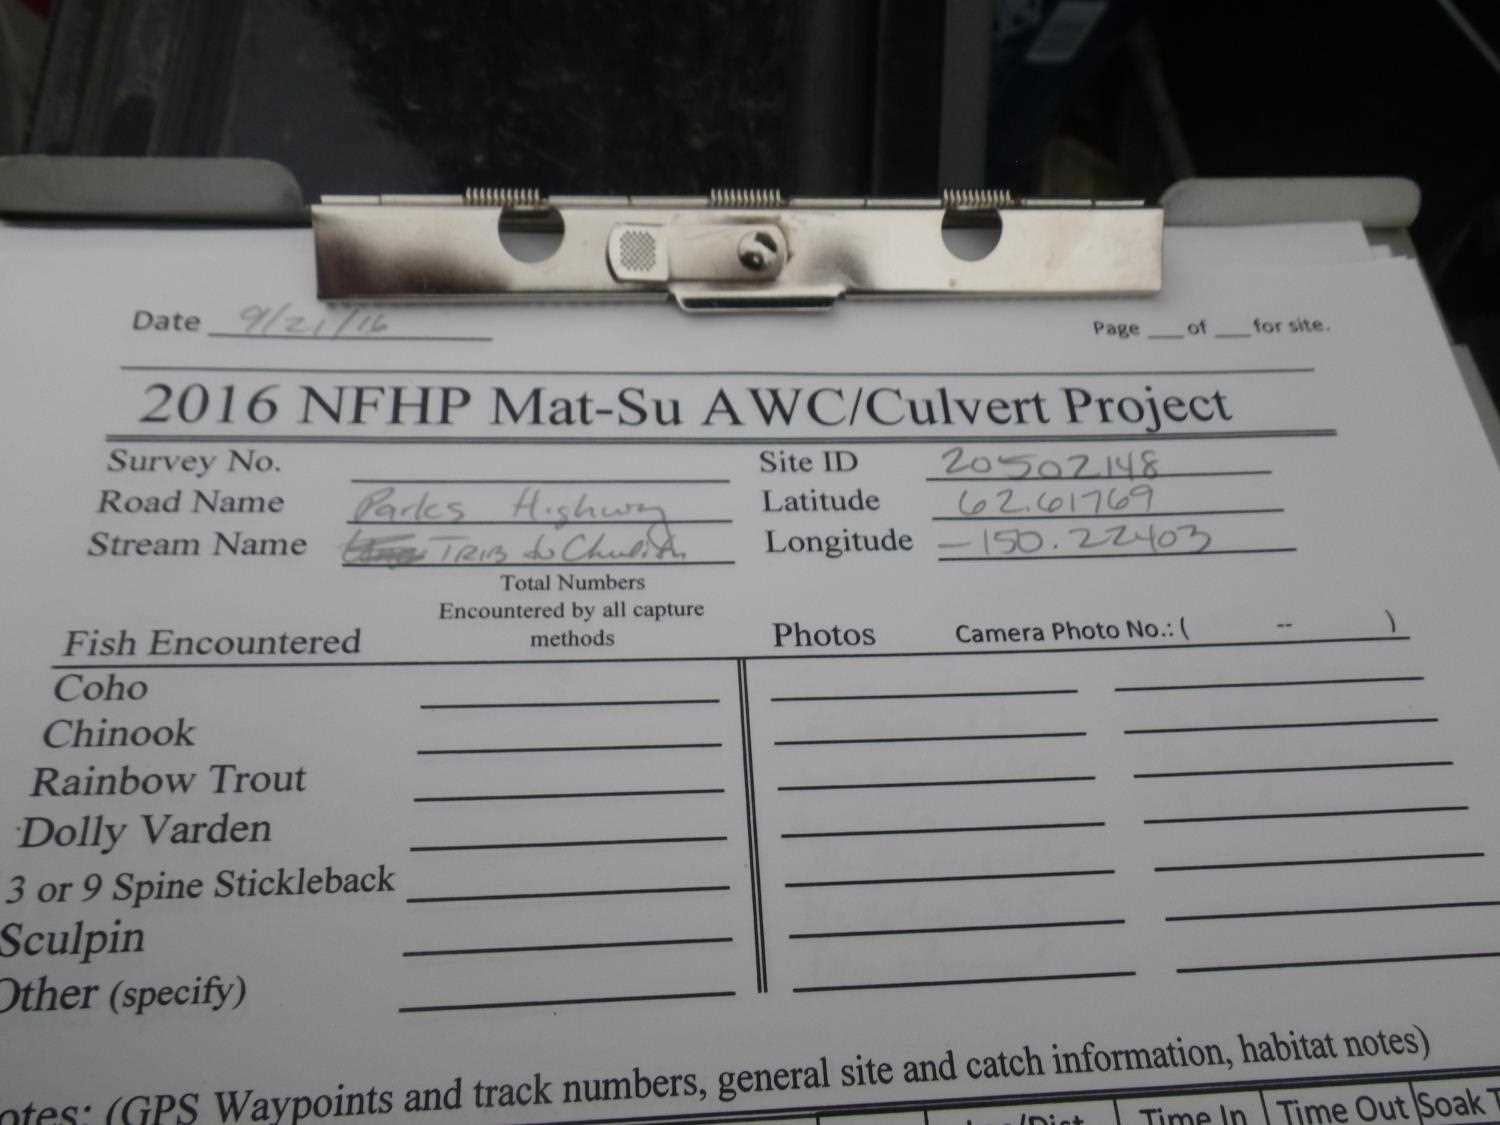 Date 9/21/16 Page ___ of ___ for site.
2016 NFHP Mat-Su AWC/Culvert Project
Survey No. Site ID 20502148
Road Name Parks Highway Latitude 62.61769
Stream Name TRIB to Longitude -150.22403
Total Numbers
Encountered by all capture
methods
Fish Encountered Photos Camera Photo No.: ( -- )
Coho
Chinook
Rainbow Trout
Dolly Varden
3 or 9 Spine Stickleback
Sculpin
Other (specify)
otes: (GPS Waypoints and track numbers, general site and catch information, habitat notes)
Time In Time Out Soak T